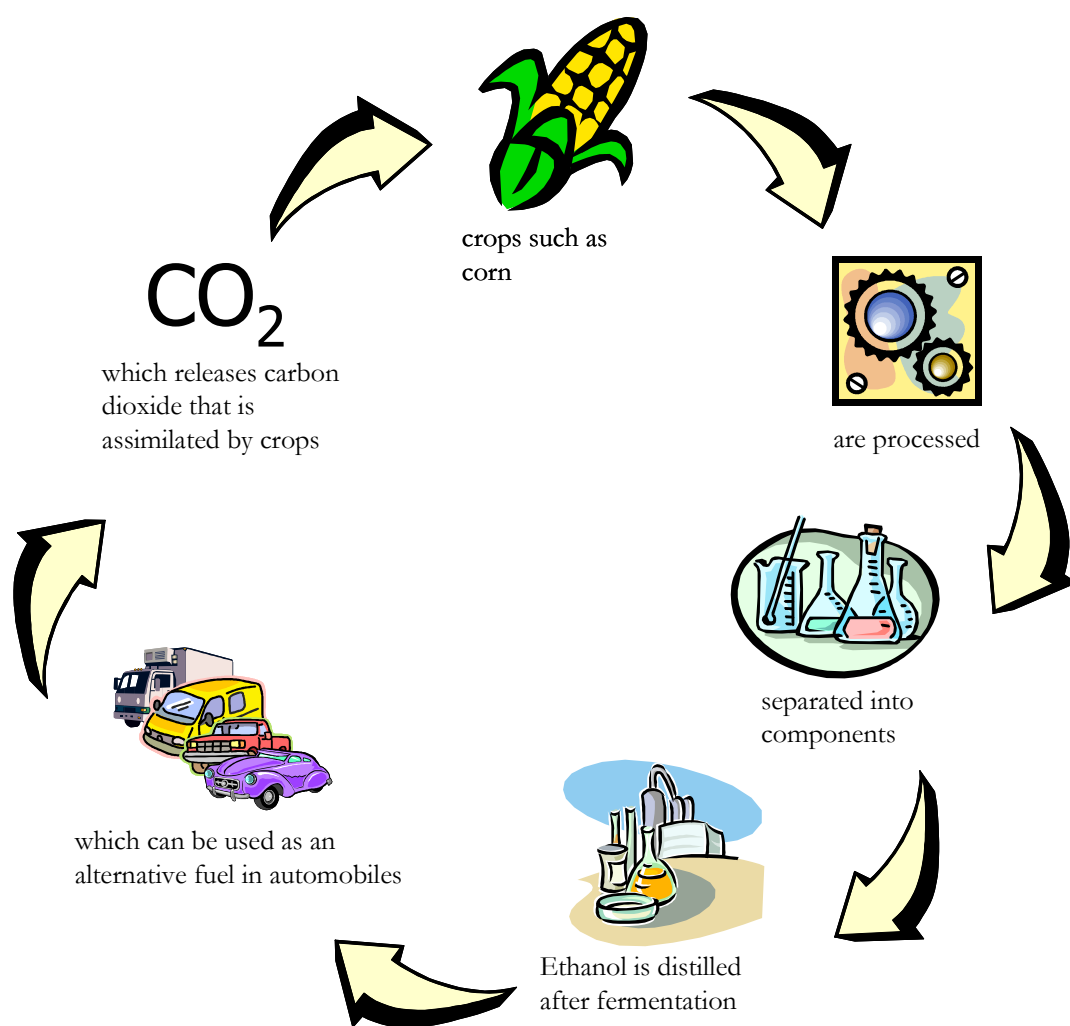 crops such as
corn
are processed
separated into
components
Ethanol is distilled
after fermentation
which can be used as an
alternative fuel in automobiles
CO₂
which releases carbon
dioxide that is
assimilated by crops